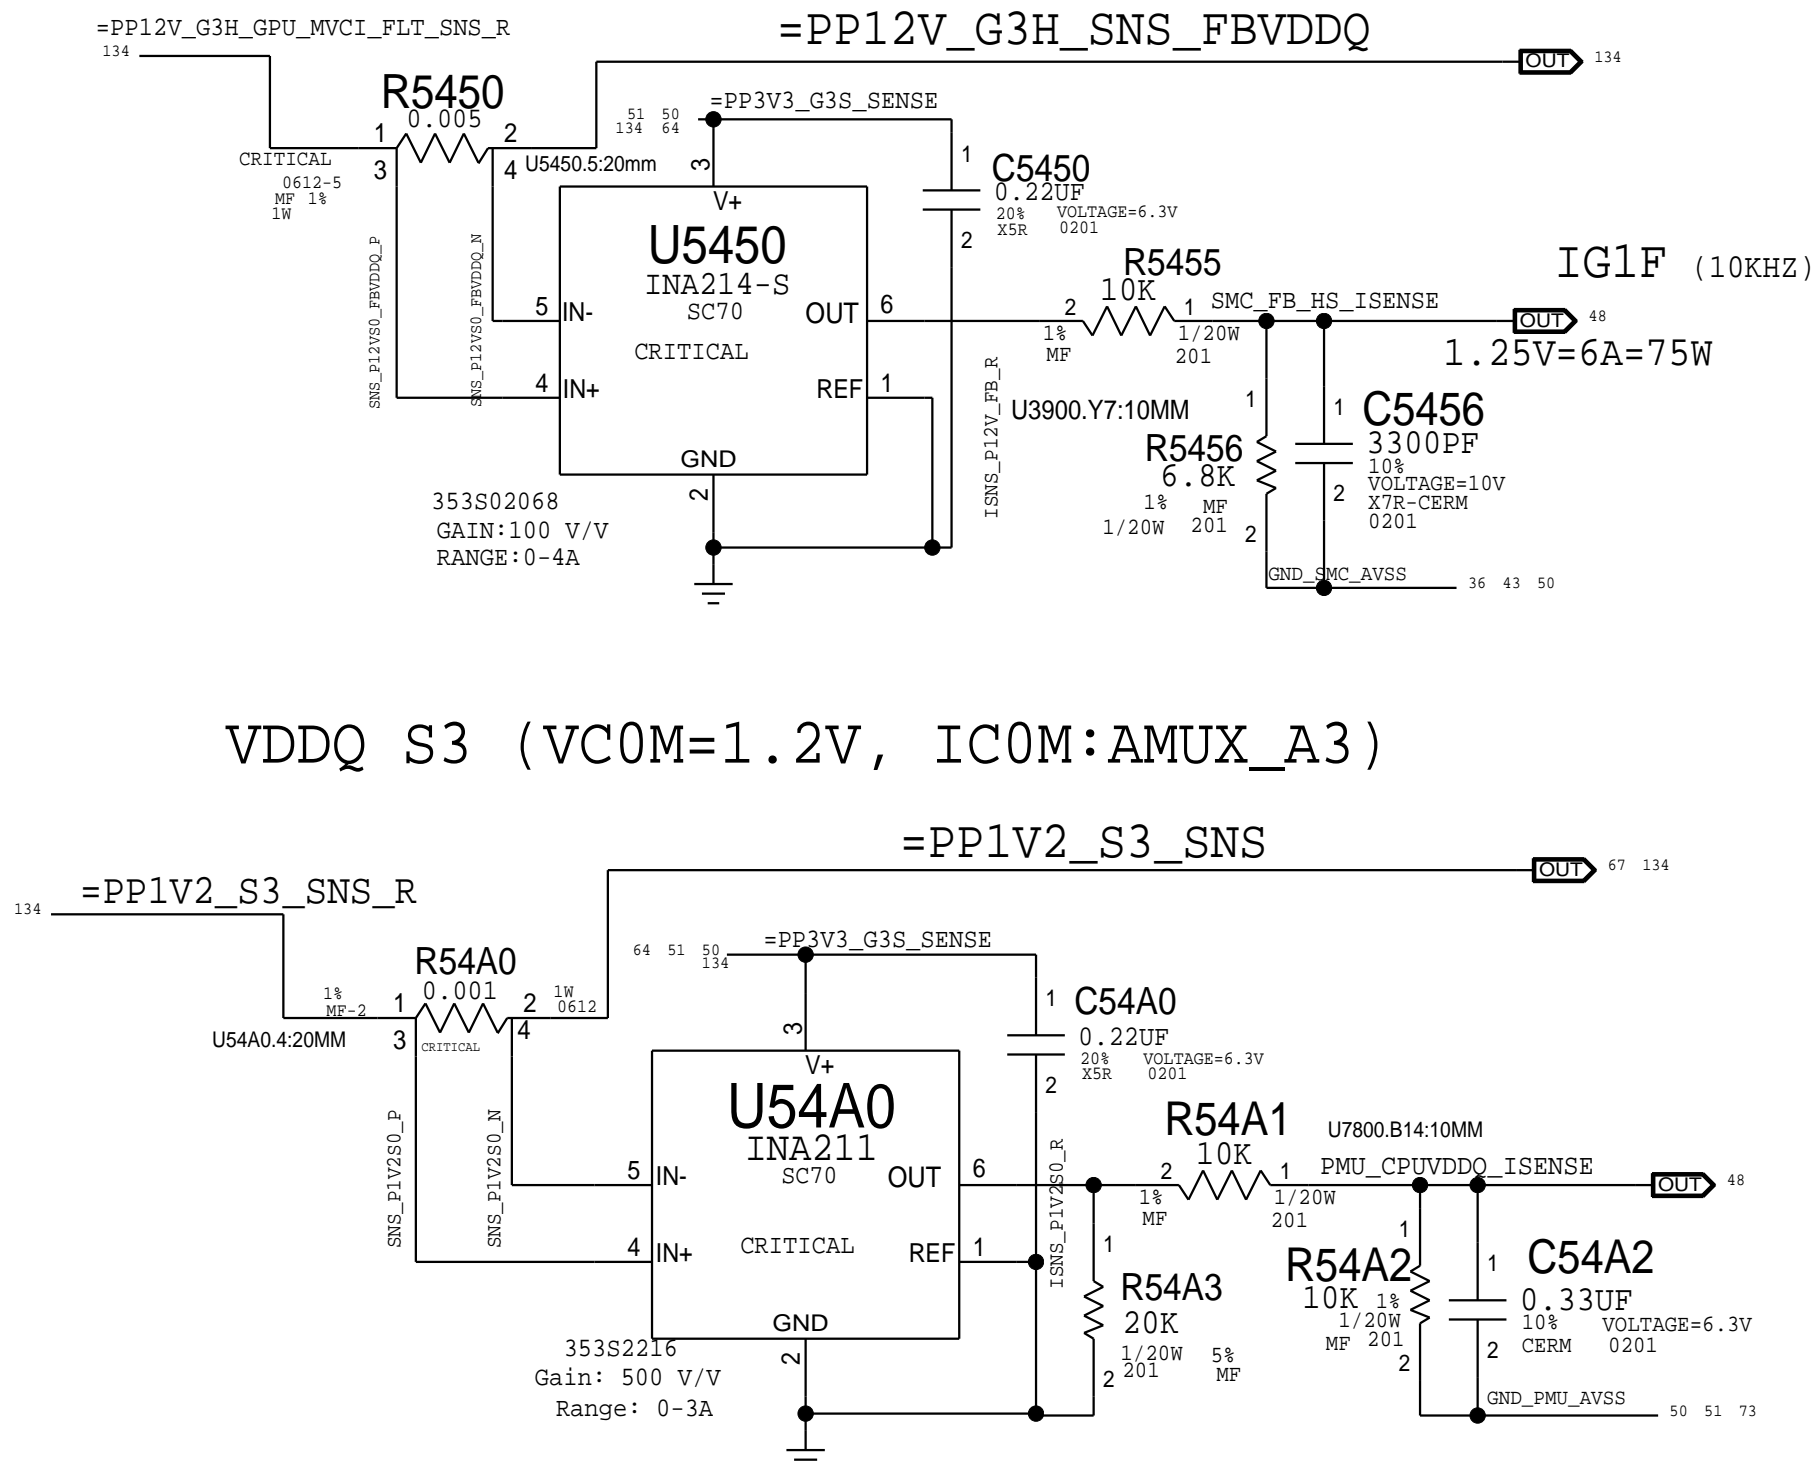 =PP12V_G3H_GPU_MVCI_FLT_SNS_R
134
=PP12V_G3H_SNS_FBVDDQ
OUT 134
R5450
0.005
1 2
3 4
CRITICAL
0612-5
MF 1%
1W
U5450.5:20mm
51 50
134 64
=PP3V3_G3S_SENSE
3
V+
U5450
INA214-S
SC70
CRITICAL
5 IN-
4 IN+
OUT 6
REF 1
GND
2
SNS_P12VS0_FBVDDQ_P
SNS_P12VS0_FBVDDQ_N
353S02068
GAIN:100 V/V
RANGE:0-4A
1
C5450
0.22UF
20% VOLTAGE=6.3V
X5R 0201
2
R5455
10K
2 1
1% 1/20W
MF 201
SMC_FB_HS_ISENSE
IG1F (10KHZ)
OUT 48
1.25V=6A=75W
ISNS_P12V_FB_R
U3900.Y7:10MM
1
R5456
6.8K
1% MF
1/20W 201
2
1
C5456
3300PF
10%
VOLTAGE=10V
X7R-CERM
0201
2
GND_SMC_AVSS
36 43 50
VDDQ S3 (VC0M=1.2V, IC0M:AMUX_A3)
=PP1V2_S3_SNS
OUT 67 134
=PP1V2_S3_SNS_R
134
R54A0
0.001
1% 
MF-2
1 2
3 4
1W
0612
CRITICAL
U54A0.4:20MM
64 51 50
134
=PP3V3_G3S_SENSE
3
V+
U54A0
INA211
SC70
CRITICAL
5 IN-
4 IN+
OUT 6
REF 1
GND
2
SNS_P1V2S0_P
SNS_P1V2S0_N
353S2216
Gain: 500 V/V
Range: 0-3A
1
C54A0
0.22UF
20% VOLTAGE=6.3V
X5R 0201
2
ISNS_P1V2S0_R
R54A1
10K
2 1
1% 1/20W
MF 201
U7800.B14:10MM
PMU_CPUVDDQ_ISENSE
OUT 48
1
R54A3
20K
1/20W 5%
201 MF
2
1
R54A2
10K 1%
1/20W
MF 201
2
1
C54A2
0.33UF
10% VOLTAGE=6.3V
CERM 0201
2
GND_PMU_AVSS
50 51 73